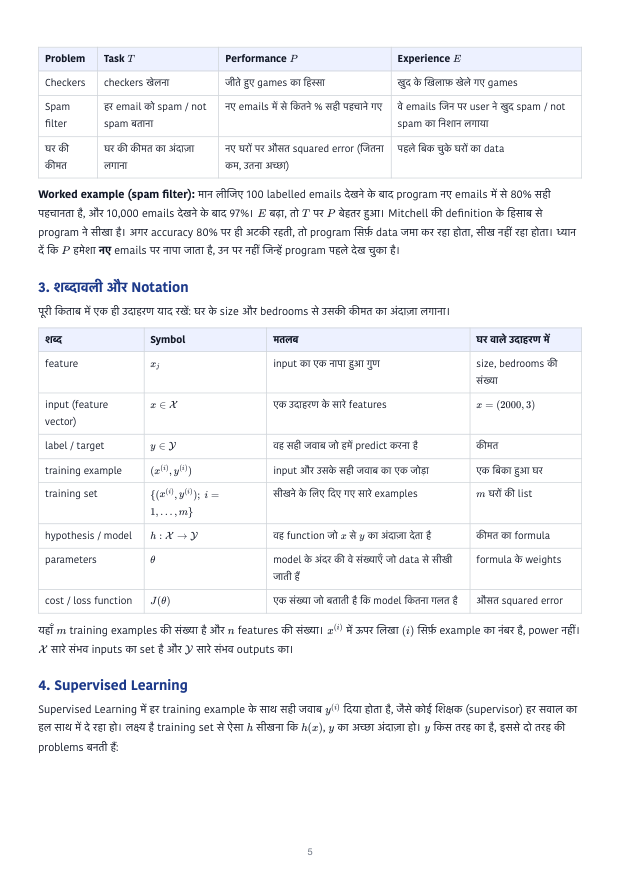 Problem Task T Performance P Experience E
Checkers checkers खेलना जीते हुए games का हिस्सा खुद के खिलाफ़ खेले गए games
Spam हर email को spam / not नए emails में से कितने % सही पहचाने गए वे emails जिन पर user ने खुद spam / not
filter spam बताना spam का निशान लगाया
घर की घर की कीमत का अंदाज़ा नए घरों पर औसत squared error (जितना पहले बिक चुके घरों का data
कीमत लगाना कम, उतना अच्छा)
Worked example (spam filter): मान लीजिए 100 labelled emails देखने के बाद program नए emails में से 80% सही
पहचानता है, और 10,000 emails देखने के बाद 97%। E बढ़ा, तो T पर P बेहतर हुआ। Mitchell की definition के हिसाब से
program ने सीखा है। अगर accuracy 80% पर ही अटकी रहती, तो program सिर्फ़ data जमा कर रहा होता, सीख नहीं रहा होता। ध्यान
दें कि P हमेशा नए emails पर नापा जाता है, उन पर नहीं जिन्हें program पहले देख चुका है।
3. शब्दावली और Notation
पूरी किताब में एक ही उदाहरण याद रखें: घर के size और bedrooms से उसकी कीमत का अंदाज़ा लगाना।
शब्द Symbol मतलब घर वाले उदाहरण में
feature x_j input का एक नापा हुआ गुण size, bedrooms की
संख्या
input (feature x ∈ 𝒳 एक उदाहरण के सारे features x = (2000, 3)
vector)
label / target y ∈ 𝒴 वह सही जवाब जो हमें predict करना है कीमत
training example (x^(i), y^(i)) input और उसके सही जवाब का एक जोड़ा एक बिका हुआ घर
training set {(x^(i), y^(i)); i = सीखने के लिए दिए गए सारे examples m घरों की list
1, . . . , m}
hypothesis / model h : 𝒳 → 𝒴 वह function जो x से y का अंदाज़ा देता है कीमत का formula
parameters θ model के अंदर की वे संख्याएँ जो data से सीखी formula के weights
जाती हैं
cost / loss function J(θ) एक संख्या जो बताती है कि model कितना गलत है औसत squared error
यहाँ m training examples की संख्या है और n features की संख्या। x^(i) में ऊपर लिखा (i) सिर्फ़ example का नंबर है, power नहीं।
𝒳 सारे संभव inputs का set है और 𝒴 सारे संभव outputs का।
4. Supervised Learning
Supervised Learning में हर training example के साथ सही जवाब y^(i) दिया होता है, जैसे कोई शिक्षक (supervisor) हर सवाल का
हल साथ में दे रहा हो। लक्ष्य है training set से ऐसा h सीखना कि h(x), y का अच्छा अंदाज़ा हो। y किस तरह का है, इससे दो तरह की
problems बनती हैं:
5